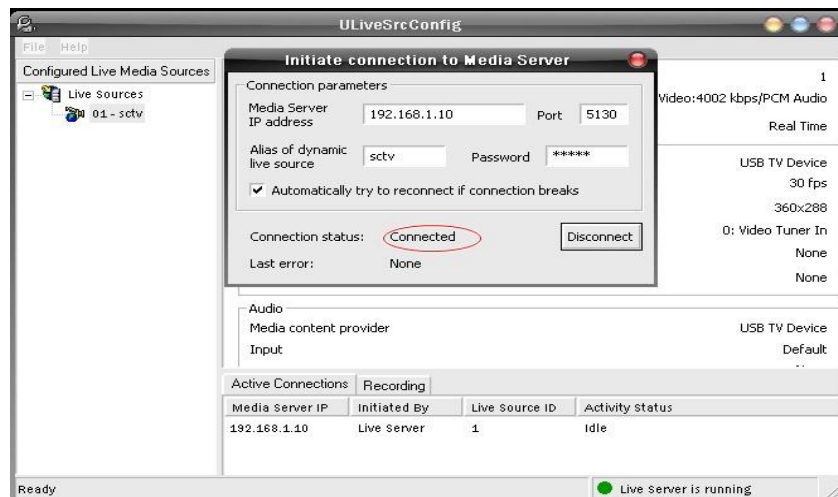 ULiveSrcConfig
File Help
Configured Live Media Sources
Live Sources
01 - sctv
Initiate connection to Media Server
Connection parameters
Media Server IP address 192.168.1.10 Port 5130
Alias of dynamic live source sctv Password *****
Automatically try to reconnect if connection breaks
Connection status: Connected Disconnect
Last error: None
1
Video:4002 kbps/PCM Audio
Real Time
USB TV Device
30 fps
360x288
0: Video Tuner In
None
None
Audio
Media content provider USB TV Device
Input Default
Active Connections Recording
Media Server IP Initiated By Live Source ID Activity Status
192.168.1.10 Live Server 1 Idle
Ready Live Server is running